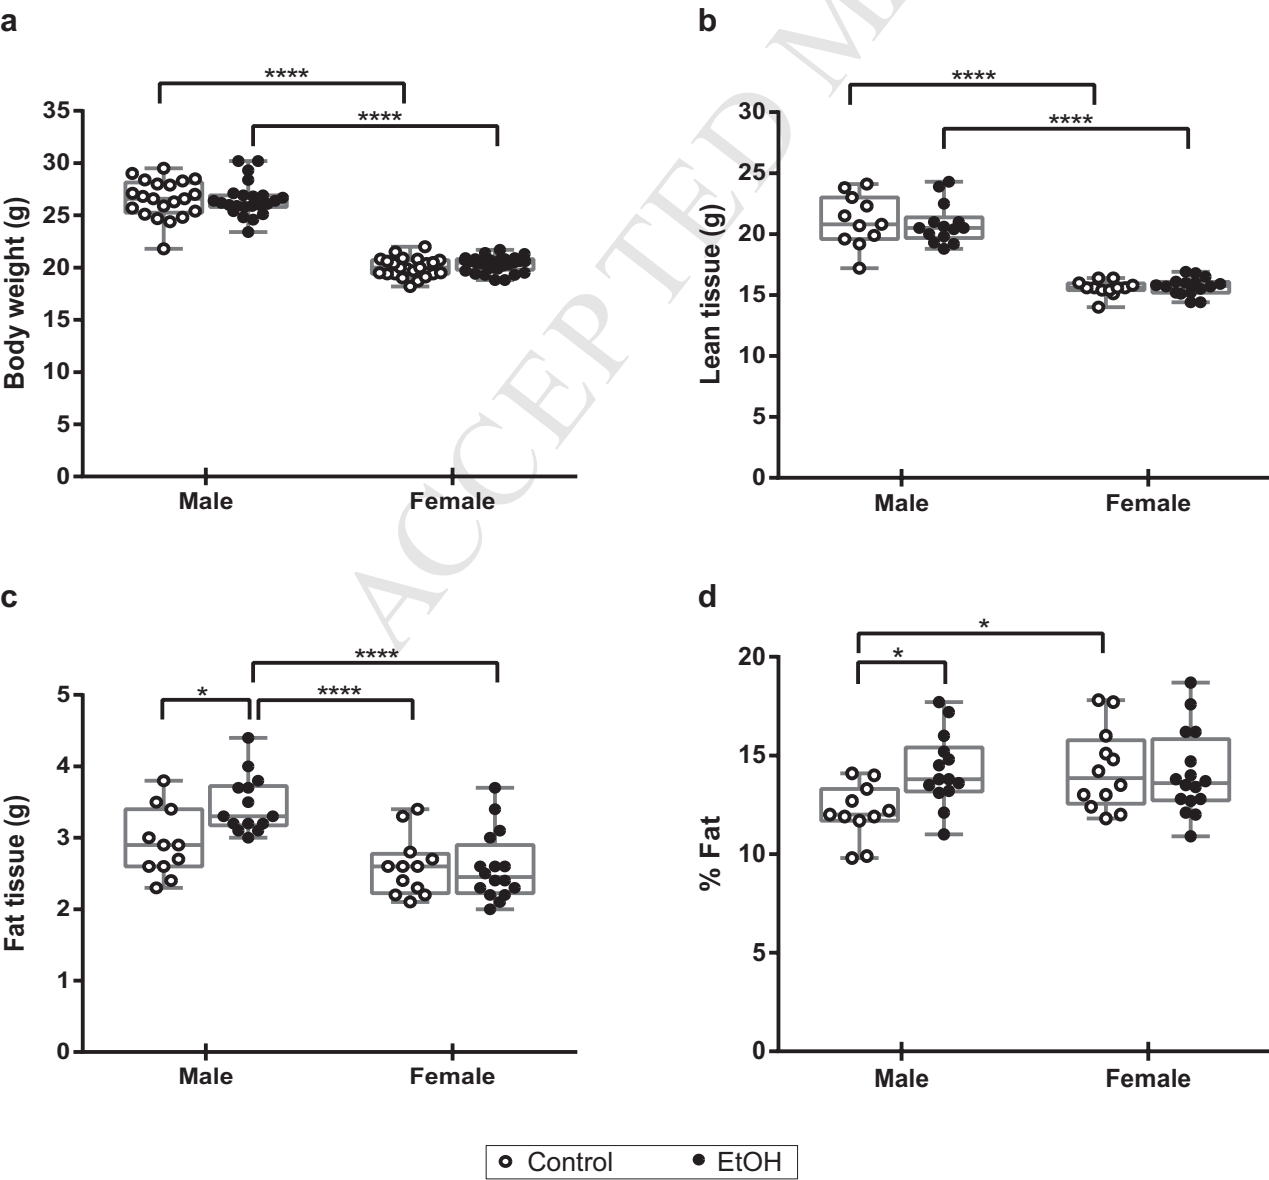 a
b
****
****
35
30
25
20
15
10
5
0
Body weight (g)
Male
Female
****
****
30
25
20
15
10
5
0
Lean tissue (g)
Male
Female
ACCEPTED M
c
d
****
*
****
5
4
3
2
1
0
Fat tissue (g)
Male
Female
*
*
20
15
10
5
0
% Fat
Male
Female
Control
EtOH